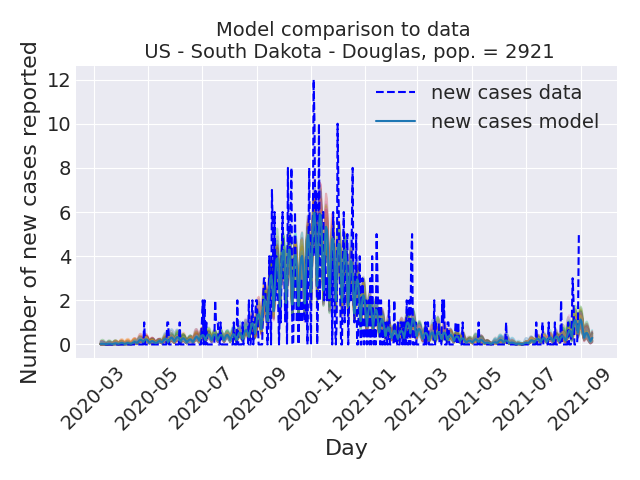 Model comparison to data
US - South Dakota - Douglas, pop. = 2921
Number of new cases reported
12
10
8
6
4
2
0
new cases data
new cases model
2020-03
2020-05
2020-07
2020-09
2020-11
2021-01
2021-03
2021-05
2021-07
2021-09
Day